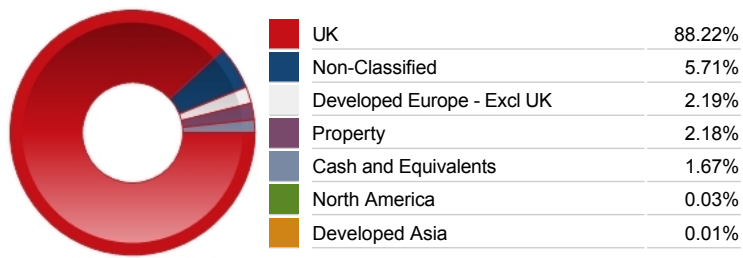 UK 88.22%
Non-Classified 5.71%
Developed Europe - Excl UK 2.19%
Property 2.18%
Cash and Equivalents 1.67%
North America 0.03%
Developed Asia 0.01%